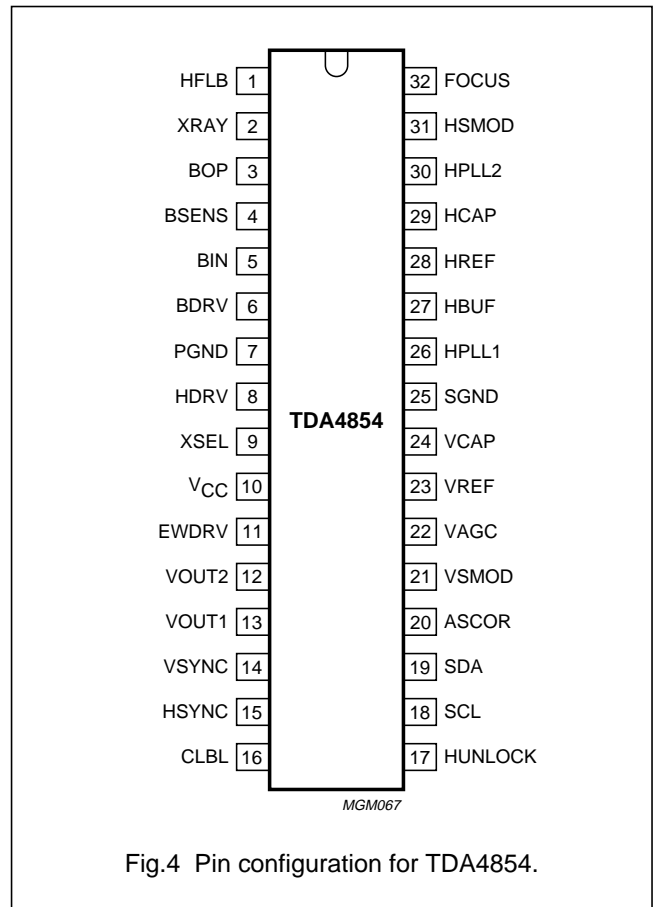 HFLB 1 32 FOCUS
XRAY 2 31 HSMOD
BOP 3 30 HPLL2
BSENS 4 29 HCAP
BIN 5 28 HREF
BDRV 6 27 HBUF
PGND 7 26 HPLL1
HDRV 8 25 SGND
TDA4854
XSEL 9 24 VCAP
VCC 10 23 VREF
EWDRV 11 22 VAGC
VOUT2 12 21 VSMOD
VOUT1 13 20 ASCOR
VSYNC 14 19 SDA
HSYNC 15 18 SCL
CLBL 16 17 HUNLOCK
MGM067
Fig.4 Pin configuration for TDA4854.